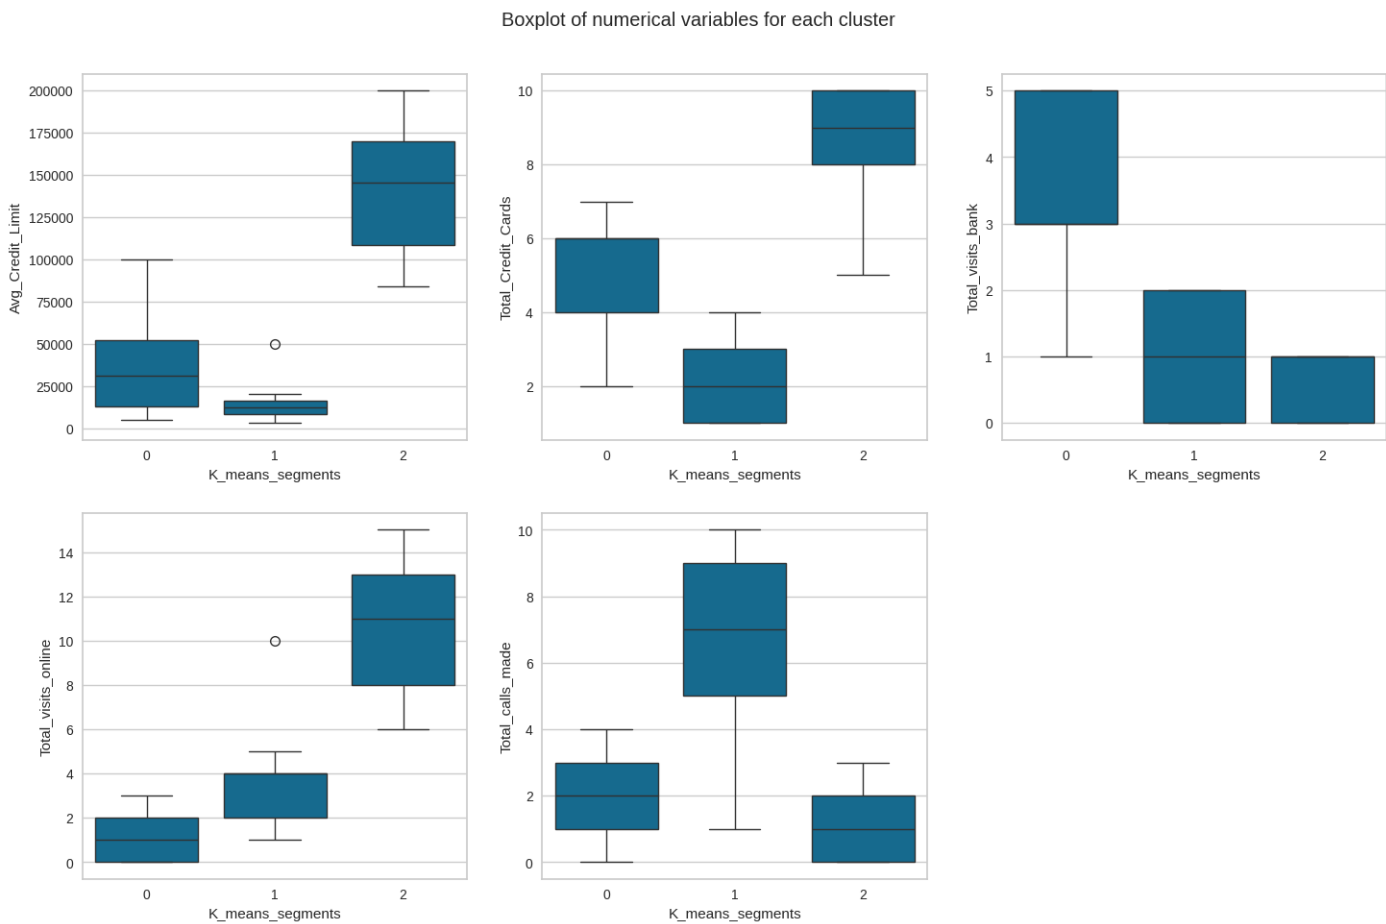 Boxplot of numerical variables for each cluster
Avg_Credit_Limit
200000
175000
150000
125000
100000
75000
50000
25000
0
0 1 2
K_means_segments
Total_Credit_Cards
10
8
6
4
2
0 1 2
K_means_segments
Total_visits_bank
5
4
3
2
1
0
0 1 2
K_means_segments
Total_visits_online
14
12
10
8
6
4
2
0
0 1 2
K_means_segments
Total_calls_made
10
8
6
4
2
0
0 1 2
K_means_segments